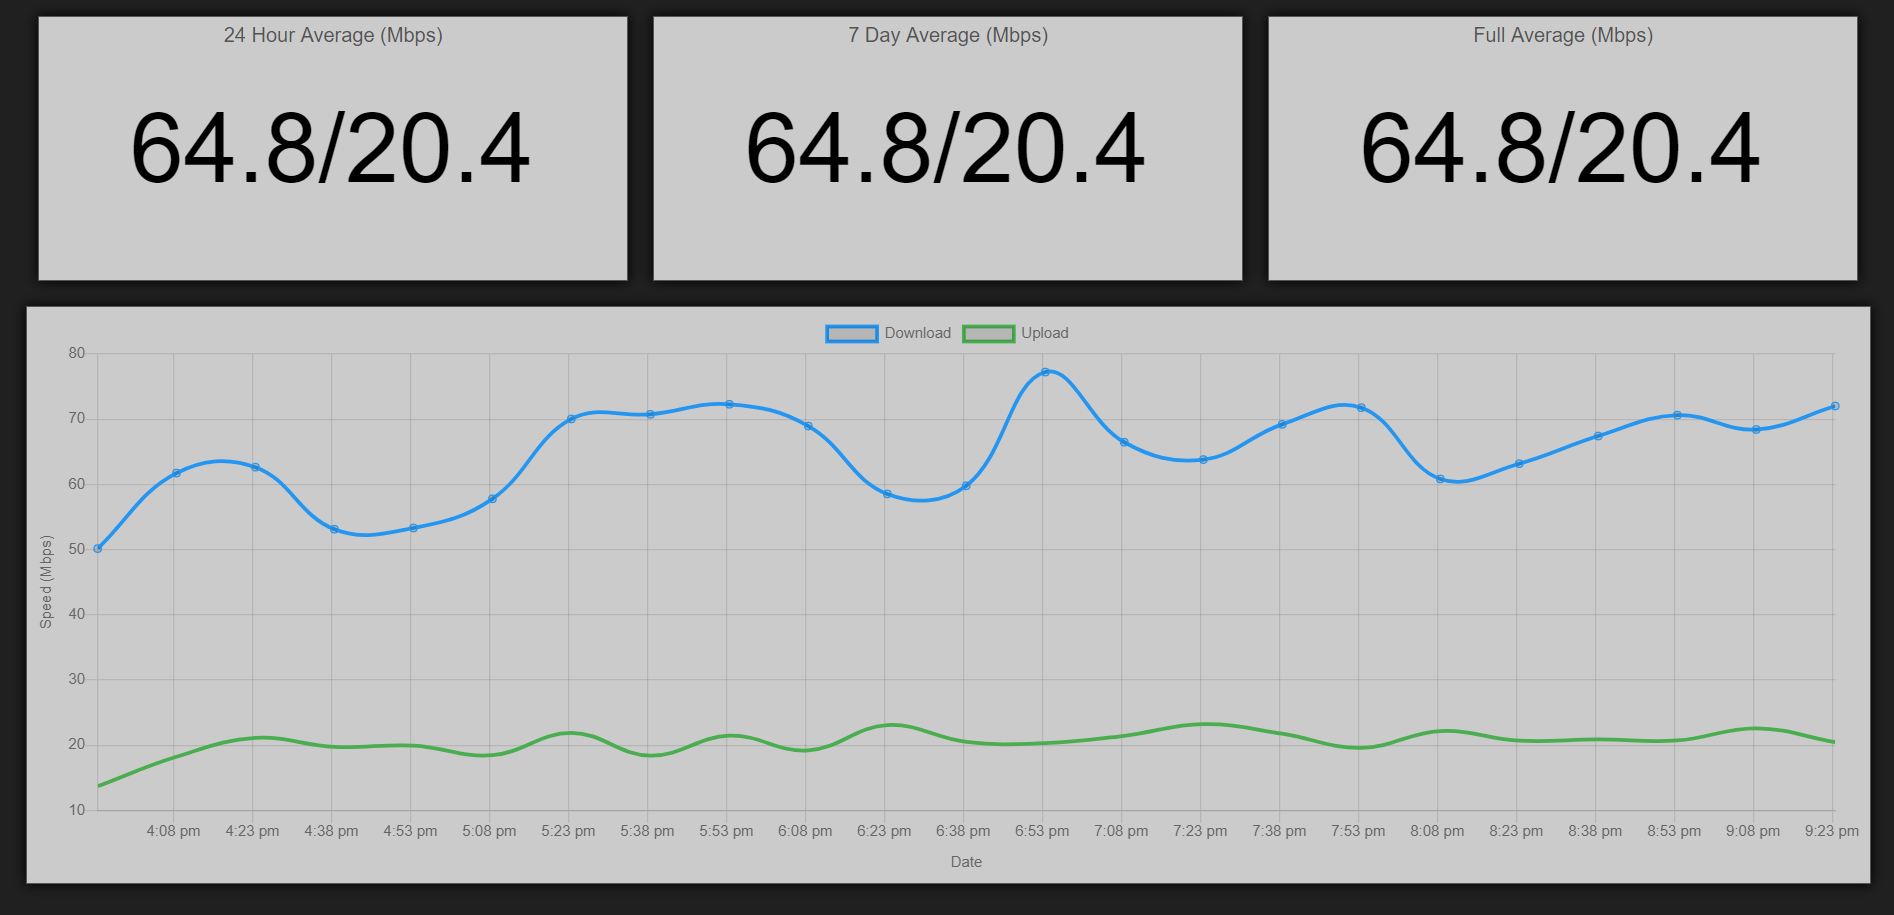 24 Hour Average (Mbps)
64.8/20.4
7 Day Average (Mbps)
64.8/20.4
Full Average (Mbps)
64.8/20.4
Download
Upload
80
70
60
50
40
30
20
10
Speed (Mbps)
4:08 pm
4:23 pm
4:38 pm
4:53 pm
5:08 pm
5:23 pm
5:38 pm
5:53 pm
6:08 pm
6:23 pm
6:38 pm
6:53 pm
7:08 pm
7:23 pm
7:38 pm
7:53 pm
8:08 pm
8:23 pm
8:38 pm
8:53 pm
9:08 pm
9:23 pm
Date